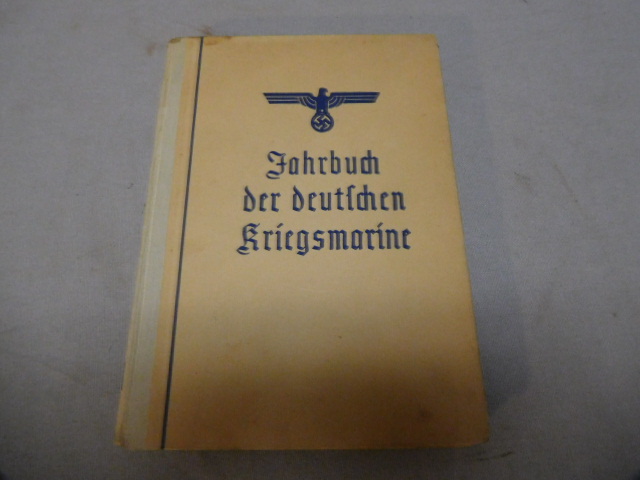 Jahrbuch
der deutſchen
Kriegsmarine